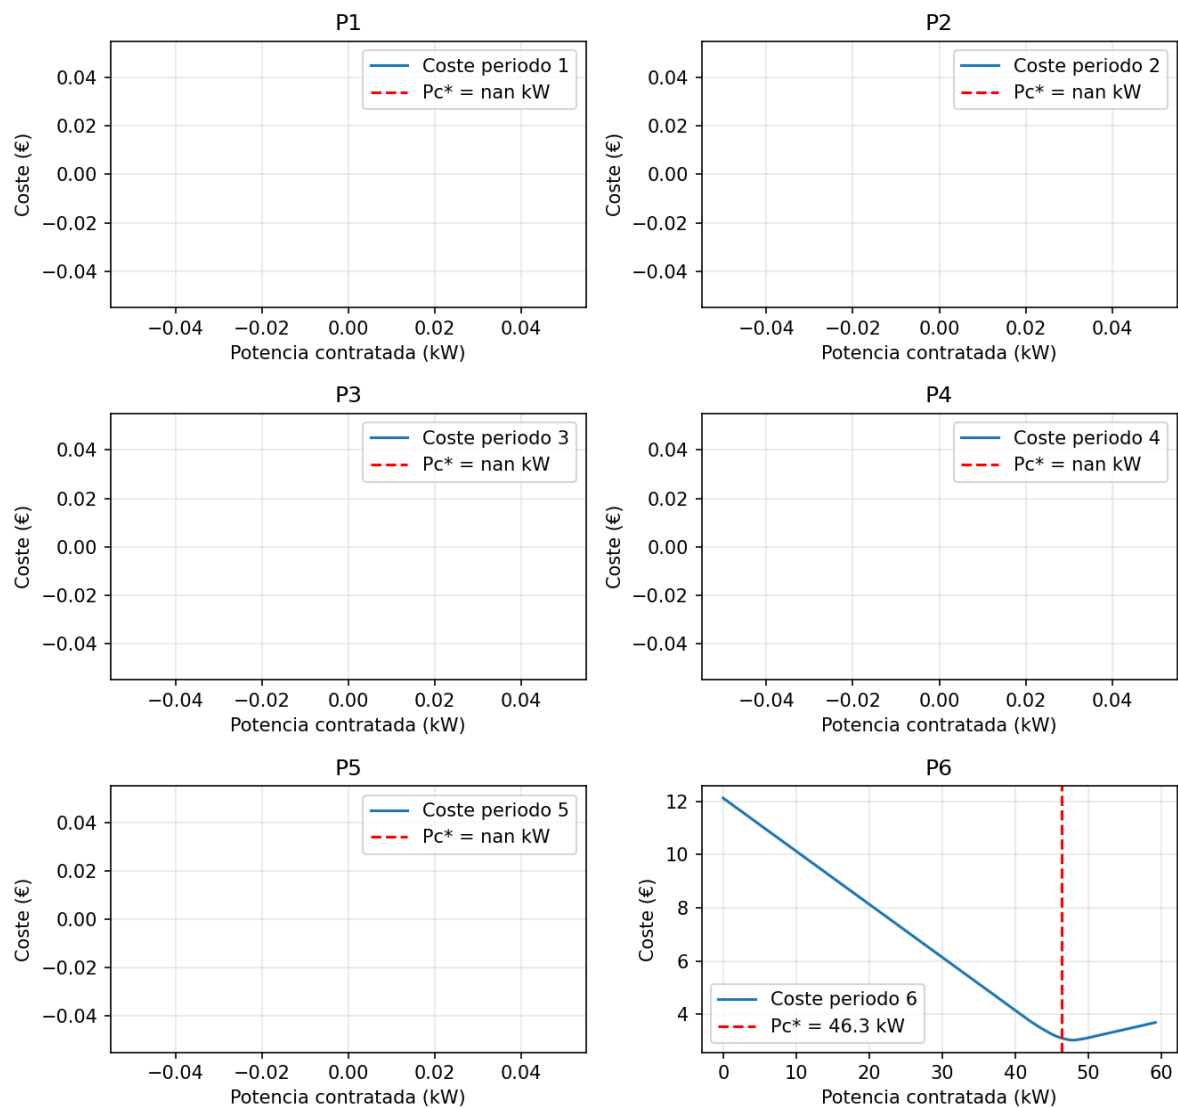 P1
Coste periodo 1
Pc* = nan kW
0.04
0.02
0.00
−0.02
−0.04
Coste (€)
−0.04 −0.02 0.00 0.02 0.04
Potencia contratada (kW)
P2
Coste periodo 2
Pc* = nan kW
0.04
0.02
0.00
−0.02
−0.04
Coste (€)
−0.04 −0.02 0.00 0.02 0.04
Potencia contratada (kW)
P3
Coste periodo 3
Pc* = nan kW
0.04
0.02
0.00
−0.02
−0.04
Coste (€)
−0.04 −0.02 0.00 0.02 0.04
Potencia contratada (kW)
P4
Coste periodo 4
Pc* = nan kW
0.04
0.02
0.00
−0.02
−0.04
Coste (€)
−0.04 −0.02 0.00 0.02 0.04
Potencia contratada (kW)
P5
Coste periodo 5
Pc* = nan kW
0.04
0.02
0.00
−0.02
−0.04
Coste (€)
−0.04 −0.02 0.00 0.02 0.04
Potencia contratada (kW)
P6
12
10
8
6
4
Coste (€)
Coste periodo 6
Pc* = 46.3 kW
0 10 20 30 40 50 60
Potencia contratada (kW)